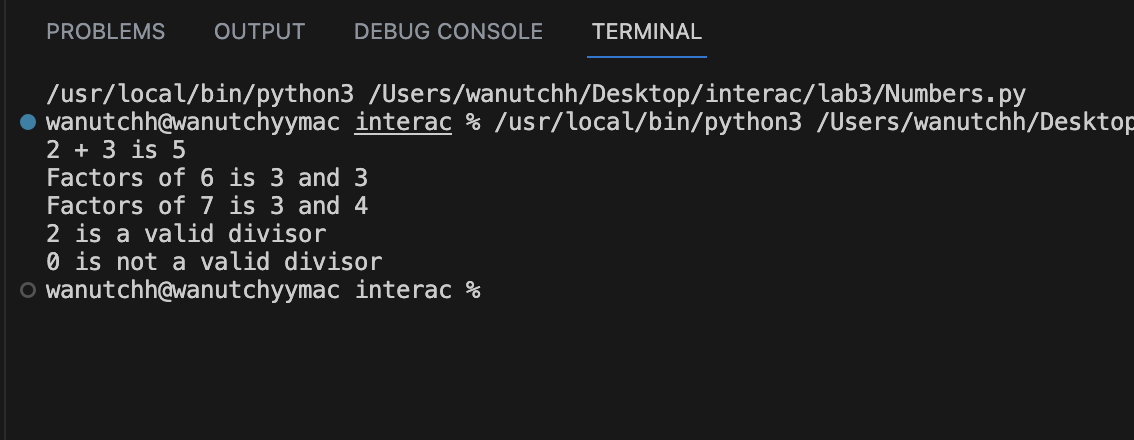 PROBLEMS OUTPUT DEBUG CONSOLE TERMINAL
/usr/local/bin/python3 /Users/wanutchh/Desktop/interac/lab3/Numbers.py
wanutchh@wanutchyymac interac % /usr/local/bin/python3 /Users/wanutchh/Desktop
2 + 3 is 5
Factors of 6 is 3 and 3
Factors of 7 is 3 and 4
2 is a valid divisor
0 is not a valid divisor
wanutchh@wanutchyymac interac %